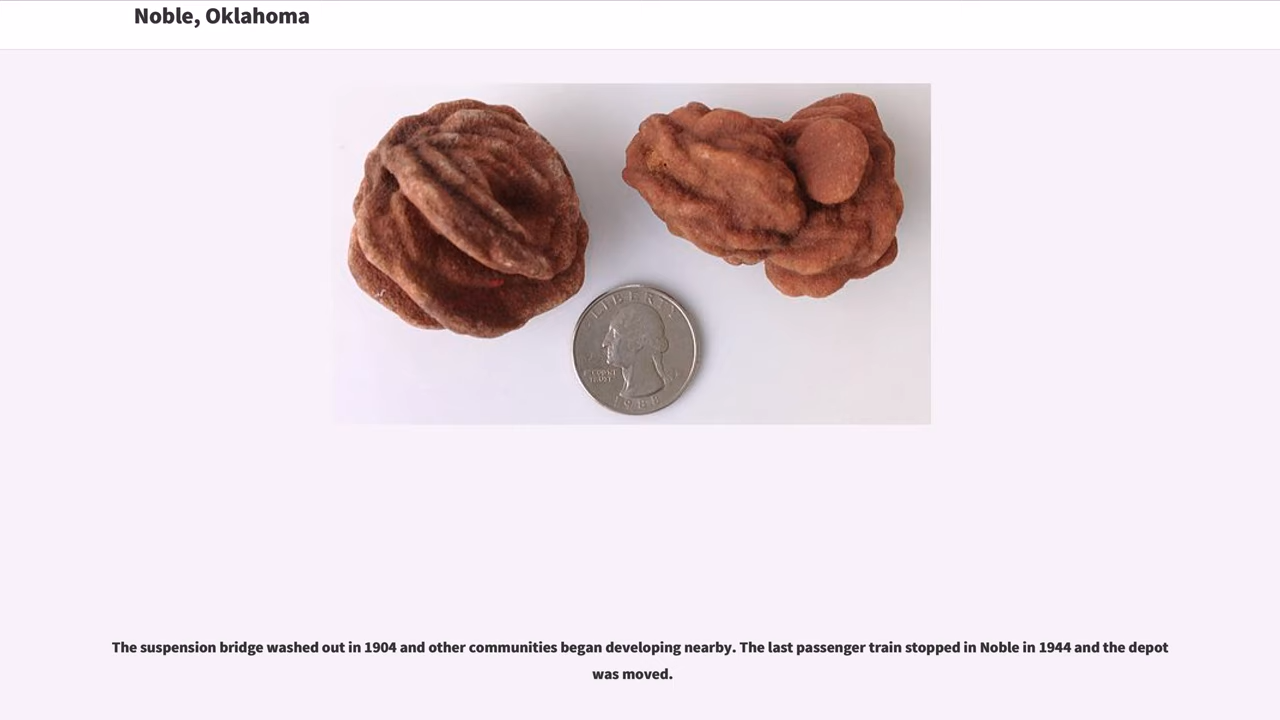 Noble, Oklahoma
LIBERTY
TRUST
1988
The suspension bridge washed out in 1904 and other communities began developing nearby. The last passenger train stopped in Noble in 1944 and the depot
was moved.